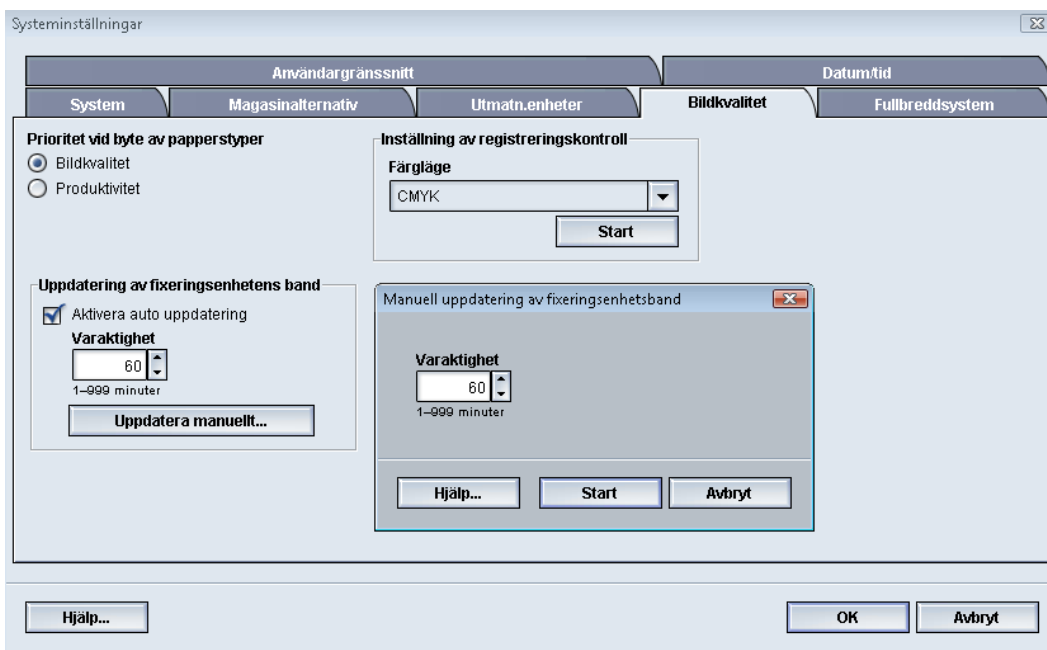 Systeminställningar
Användargränssnitt
Datum/tid
System
Magasinalternativ
Utmatn.enheter
Bildkvalitet
Fullbreddsystem
Prioritet vid byte av papperstyper
Bildkvalitet
Produktivitet
Inställning av registreringskontroll
Färgläge
CMYK
Start
Uppdatering av fixeringsenhetens band
Aktivera auto uppdatering
Varaktighet
60
1–999 minuter
Uppdatera manuellt...
Manuell uppdatering av fixeringsenhetsband
Varaktighet
60
1–999 minuter
Hjälp...
Start
Avbryt
Hjälp...
OK
Avbryt